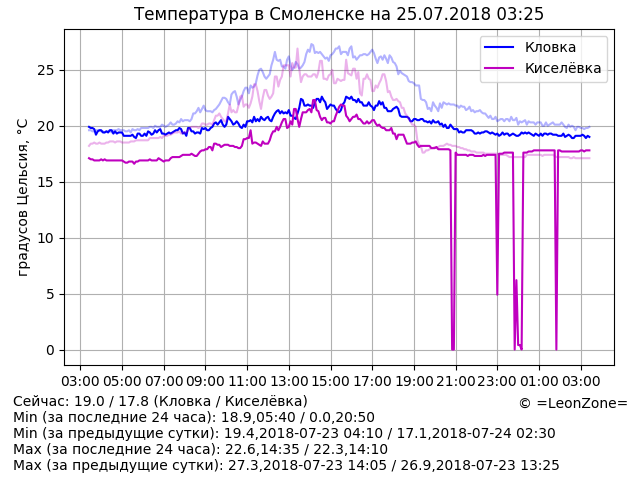 Температура в Смоленске на 25.07.2018 03:25
Кловка
Киселёвка
градусов Цельсия, °C
25
20
15
10
5
0
03:00 05:00 07:00 09:00 11:00 13:00 15:00 17:00 19:00 21:00 23:00 01:00 03:00
Сейчас: 19.0 / 17.8 (Кловка / Киселёвка)
© =LeonZone=
Min (за последние 24 часа): 18.9,05:40 / 0.0,20:50
Min (за предыдущие сутки): 19.4,2018-07-23 04:10 / 17.1,2018-07-24 02:30
Max (за последние 24 часа): 22.6,14:35 / 22.3,14:10
Max (за предыдущие сутки): 27.3,2018-07-23 14:05 / 26.9,2018-07-23 13:25